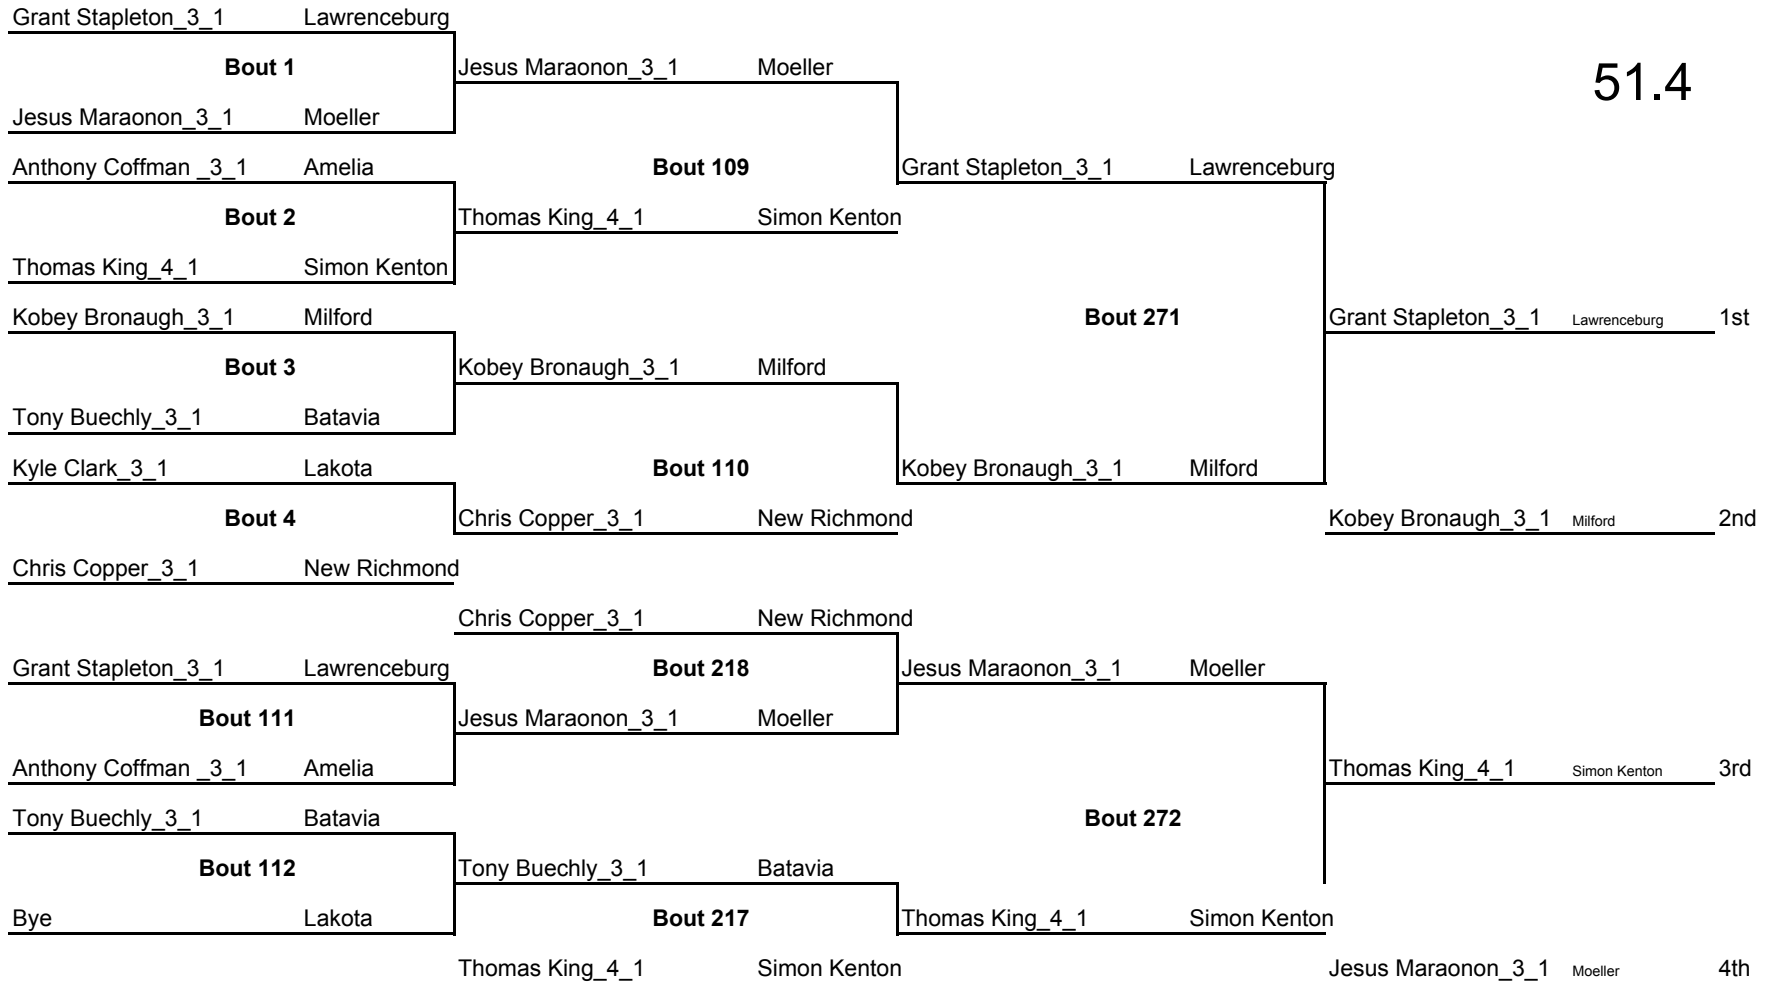 Grant Stapleton_3_1 Lawrenceburg
Bout 1 Jesus Maraonon_3_1 Moeller
51.4
Jesus Maraonon_3_1 Moeller
Anthony Coffman _3_1 Amelia Bout 109 Grant Stapleton_3_1 Lawrenceburg
Bout 2 Thomas King_4_1 Simon Kenton
Thomas King_4_1 Simon Kenton
Kobey Bronaugh_3_1 Milford Bout 271 Grant Stapleton_3_1 Lawrenceburg 1st
Bout 3 Kobey Bronaugh_3_1 Milford
Tony Buechly_3_1 Batavia
Kyle Clark_3_1 Lakota Bout 110 Kobey Bronaugh_3_1 Milford
Bout 4 Chris Copper_3_1 New Richmond Kobey Bronaugh_3_1 Milford 2nd
Chris Copper_3_1 New Richmond
Chris Copper_3_1 New Richmond
Grant Stapleton_3_1 Lawrenceburg Bout 218 Jesus Maraonon_3_1 Moeller
Bout 111 Jesus Maraonon_3_1 Moeller
Anthony Coffman _3_1 Amelia Thomas King_4_1 Simon Kenton 3rd
Tony Buechly_3_1 Batavia Bout 272
Bout 112 Tony Buechly_3_1 Batavia
Bye Lakota Bout 217 Thomas King_4_1 Simon Kenton
Thomas King_4_1 Simon Kenton Jesus Maraonon_3_1 Moeller 4th